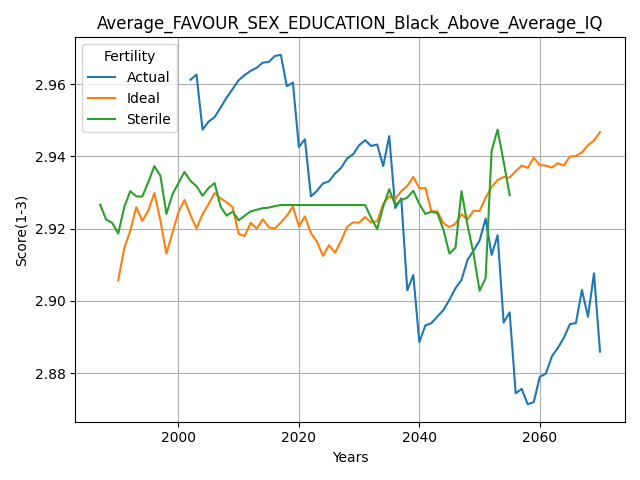 Average_FAVOUR_SEX_EDUCATION_Black_Above_Average_IQ
Fertility
Actual
Ideal
Sterile
Score(1-3)
2.96
2.94
2.92
2.90
2.88
2000 2020 2040 2060
Years